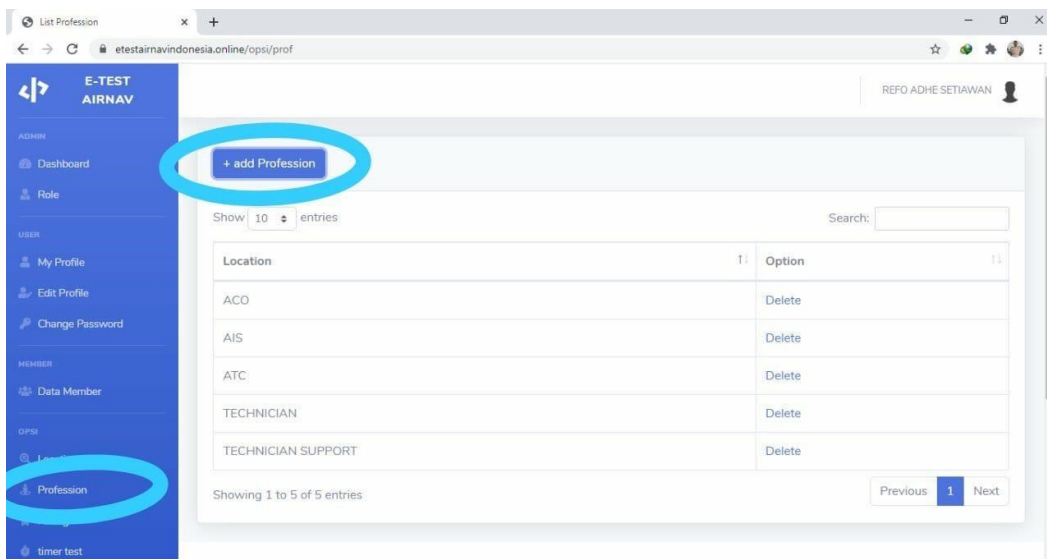 List Profession
etestairnavindonesia.online/opsi/prof
E-TEST
AIRNAV
REFO ADHE SETIAWAN
ADMIN
Dashboard
Role
USER
My Profile
Edit Profile
Change Password
MEMBER
Data Member
OPSI
Profession
timer test
+ add Profession
Show 10 entries
Search:
Location Option
ACO Delete
AIS Delete
ATC Delete
TECHNICIAN Delete
TECHNICIAN SUPPORT Delete
Showing 1 to 5 of 5 entries
Previous 1 Next